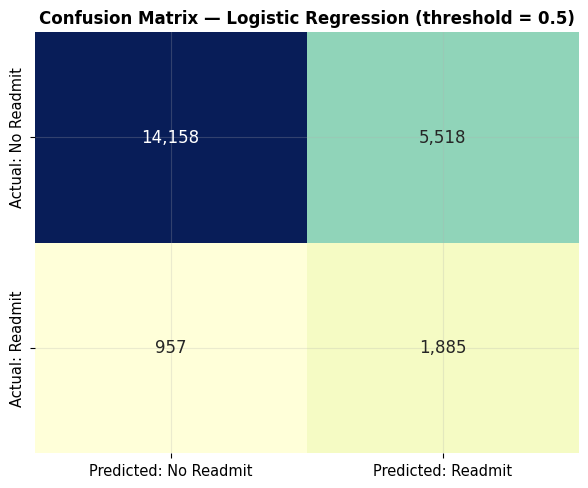 Confusion Matrix — Logistic Regression (threshold = 0.5)
Actual: No Readmit
14,158
5,518
Actual: Readmit
957
1,885
Predicted: No Readmit
Predicted: Readmit